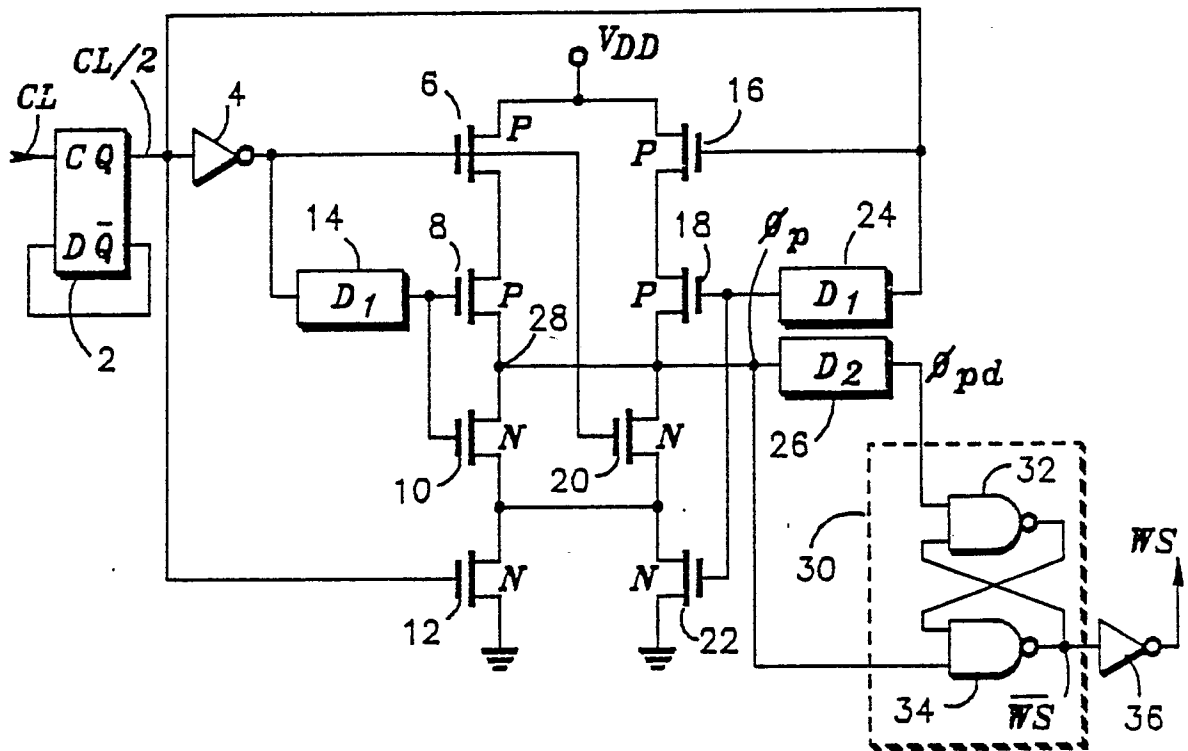 CL
CL/2
4
6
V_DD
16
P
P
C Q
D Q̅
2
14
8
18
Ø_p
24
D_1
P
P
D_1
28
D_2
Ø_pd
26
N
N
10
20
32
30
WS
N
N
12
22
34
W̅S̅
36